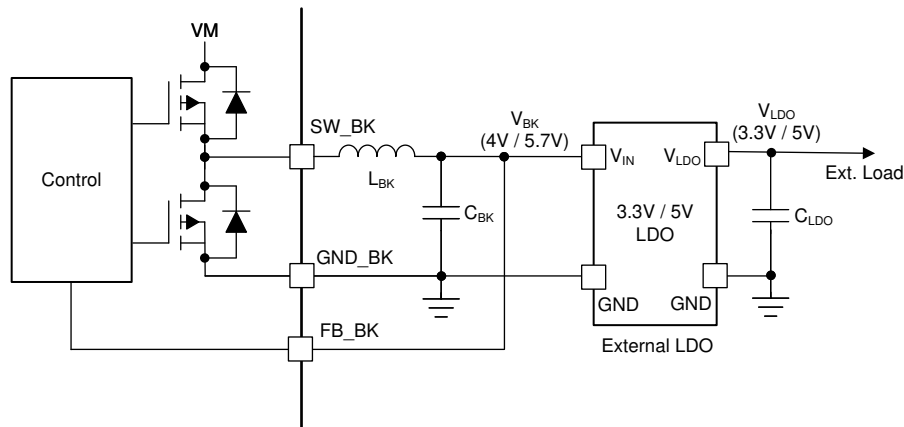 VM
SW_BK
V_BK
(4V / 5.7V)
V_LDO
(3.3V / 5V)
V_IN
V_LDO
Control
L_BK
Ext. Load
C_BK
3.3V / 5V
LDO
C_LDO
GND_BK
GND
GND
FB_BK
External LDO